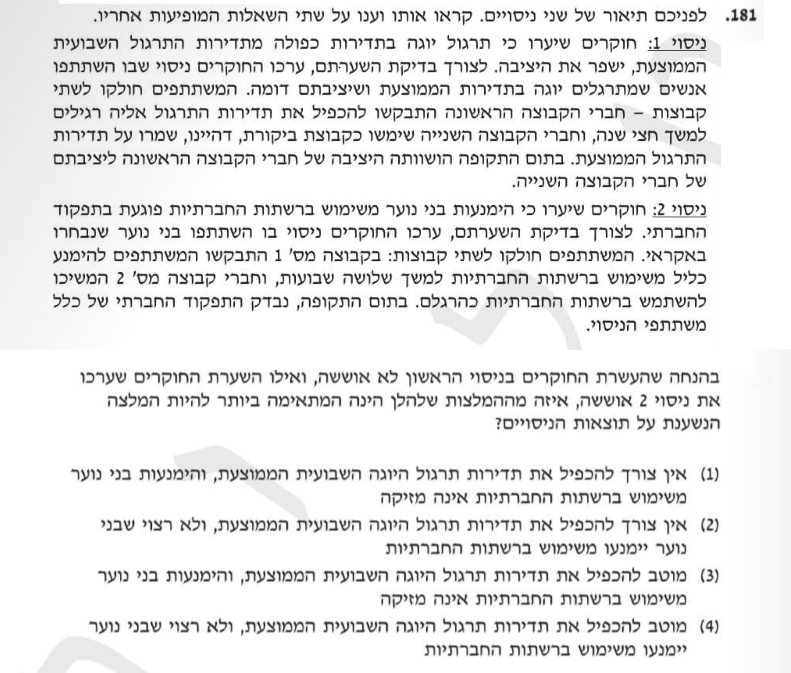 181. לפניכם תיאור של שני ניסויים. קראו אותו וענו על שתי השאלות המופיעות אחריו.
ניסוי 1: חוקרים שיערו כי תרגול יוגה בתדירות כפולה מתדירות התרגול השבועית
הממוצעת, ישפר את היציבה. לצורך בדיקת השערתם, ערכו החוקרים ניסוי שבו השתתפו
אנשים שמתרגלים יוגה בתדירות הממוצעת ושיציבתם דומה. המשתתפים חולקו לשתי
קבוצות – חברי הקבוצה הראשונה התבקשו להכפיל את תדירות התרגול אליה רגילים
למשך חצי שנה, וחברי הקבוצה השנייה שימשו כקבוצת ביקורת, דהיינו, שמרו על תדירות
התרגול הממוצעת. בתום התקופה הושוותה היציבה של חברי הקבוצה הראשונה ליציבתם
של חברי הקבוצה השנייה.
ניסוי 2: חוקרים שיערו כי הימנעות בני נוער משימוש ברשתות החברתיות פוגעת בתפקוד
החברתי. לצורך בדיקת השערתם, ערכו החוקרים ניסוי בו השתתפו בני נוער שנבחרו
באקראי. המשתתפים חולקו לשתי קבוצות: בקבוצה מס' 1 התבקשו המשתתפים להימנע
כליל משימוש ברשתות החברתיות למשך שלושה שבועות, וחברי קבוצה מס' 2 המשיכו
להשתמש ברשתות החברתיות כהרגלם. בתום התקופה, נבדק התפקוד החברתי של כלל
משתתפי הניסוי.
בהנחה שהעשרת החוקרים בניסוי הראשון לא אוששה, ואילו השערת החוקרים שערכו
את ניסוי 2 אוששה, איזה מההמלצות שלהלן הינה המתאימה ביותר להיות המלצה
הנשענת על תוצאות הניסויים?
(1) אין צורך להכפיל את תדירות תרגול היוגה השבועית הממוצעת, והימנעות בני נוער
משימוש ברשתות החברתיות אינה מזיקה
(2) אין צורך להכפיל את תדירות תרגול היוגה השבועית הממוצעת, ולא רצוי שבני
נוער יימנעו משימוש ברשתות החברתיות
(3) מוטב להכפיל את תדירות תרגול היוגה השבועית הממוצעת, והימנעות בני נוער
משימוש ברשתות החברתיות אינה מזיקה
(4) מוטב להכפיל את תדירות תרגול היוגה השבועית הממוצעת, ולא רצוי שבני נוער
יימנעו משימוש ברשתות החברתיות